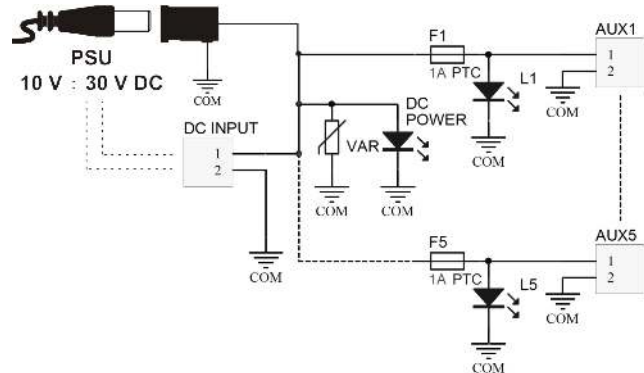 PSU
10 V : 30 V DC
COM
DC INPUT
1
2
COM
VAR
COM
DC
POWER
COM
F1
1A PTC
L1
COM
AUX1
1
2
COM
F5
1A PTC
L5
COM
AUX5
1
2
COM